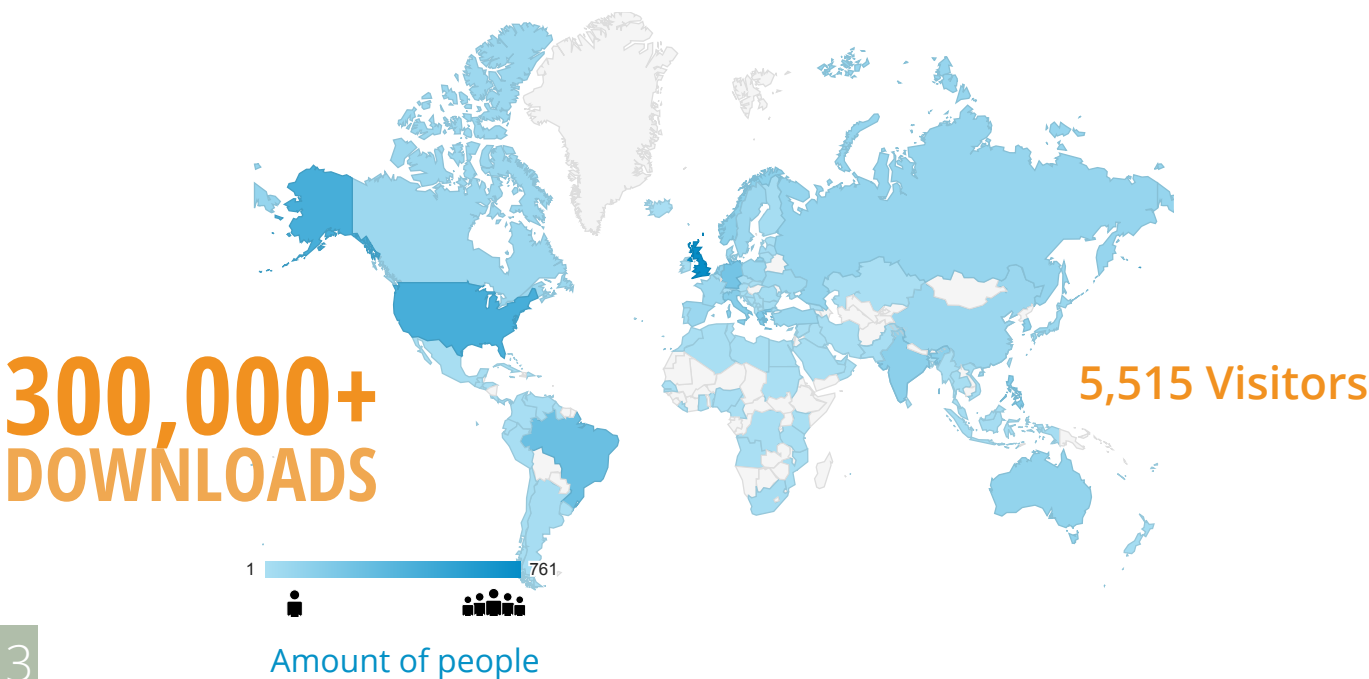 300,000+
DOWNLOADS
5,515 Visitors
1
761
Amount of people
3